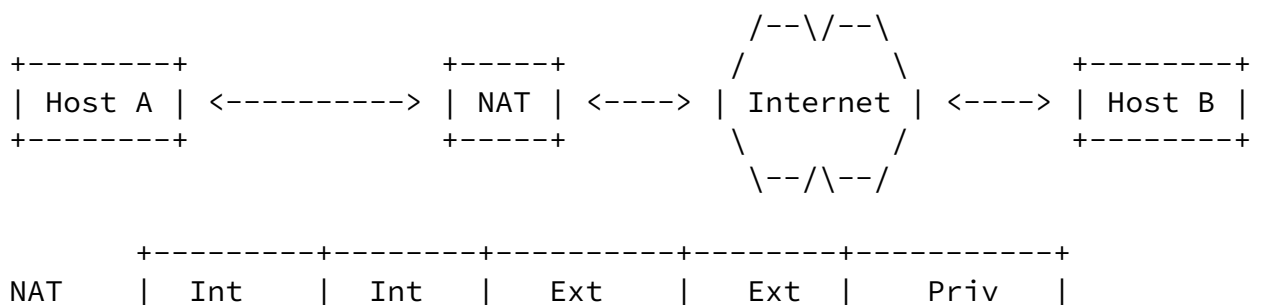 /--\/--\
+--------+ +-----+ / \ +--------+
| Host A | <----------> | NAT | <----> | Internet | <----> | Host B |
+--------+ +-----+ \ / +--------+
\--/\--/
+---------+--------+----------+--------+-----------+
NAT | Int | Int | Ext | Ext | Priv |